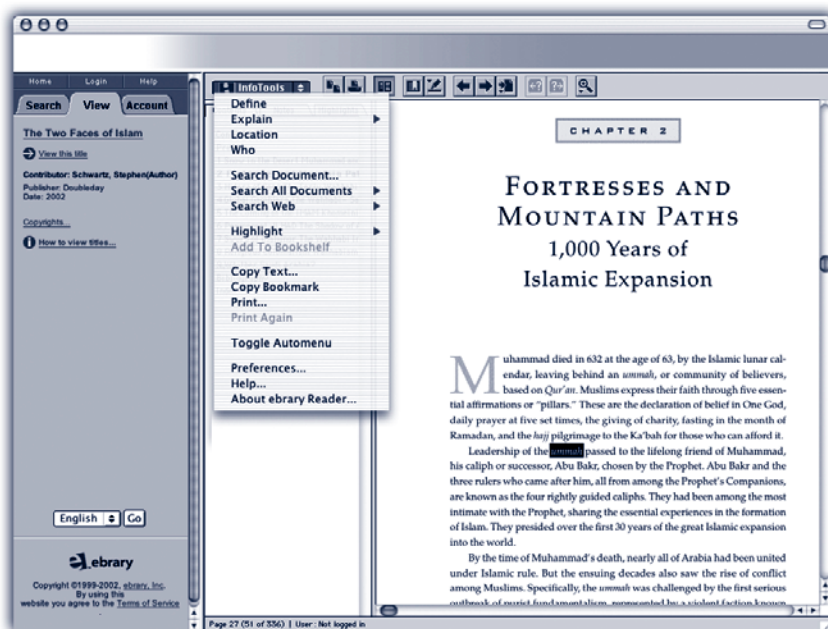 Home Login Help
Search View Account
The Two Faces of Islam
View this title
Contributor: Schwartz, Stephen(Author)
Publisher: Doubleday
Date: 2002
Copyrights...
How to view titles...
English Go
ebrary
Copyright ©1999-2002, ebrary, Inc.
By using this
website you agree to the Terms of Service
InfoTools
Define
Explain
Location
Who
Search Document...
Search All Documents
Search Web
Highlight
Add To Bookshelf
Copy Text...
Copy Bookmark
Print...
Print Again
Toggle Automenu
Preferences...
Help...
About ebrary Reader...
CHAPTER 2
FORTRESSES AND
MOUNTAIN PATHS
1,000 Years of
Islamic Expansion
Muhammad died in 632 at the age of 63, by the Islamic lunar cal-
endar, leaving behind an ummah, or community of believers,
based on Qur'an. Muslims express their faith through five essen-
tial affirmations or "pillars." These are the declaration of belief in One God,
daily prayer at five set times, the giving of charity, fasting in the month of
Ramadan, and the hajj pilgrimage to the Ka'bah for those who can afford it.
Leadership of the ummah passed to the lifelong friend of Muhammad,
his caliph or successor, Abu Bakr, chosen by the Prophet. Abu Bakr and the
three rulers who came after him, all from among the Prophet's Companions,
are known as the four rightly guided caliphs. They had been among the most
intimate with the Prophet, sharing the essential experiences in the formation
of Islam. They presided over the first 30 years of the great Islamic expansion
into the world.
By the time of Muhammad's death, nearly all of Arabia had been united
under Islamic rule. But the ensuing decades also saw the rise of conflict
among Muslims. Specifically, the ummah was challenged by the first serious
outbreak of purist fundamentalism, represented by a violent faction known
Page 27 (51 of 336) | User: Not logged in